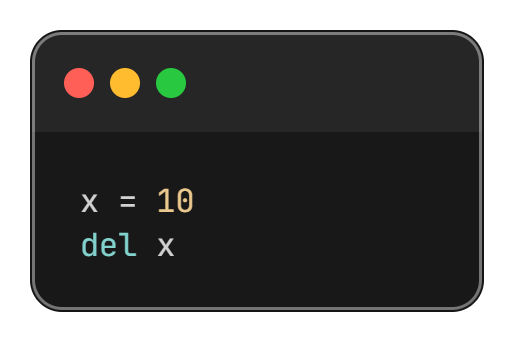 x = 10
del x